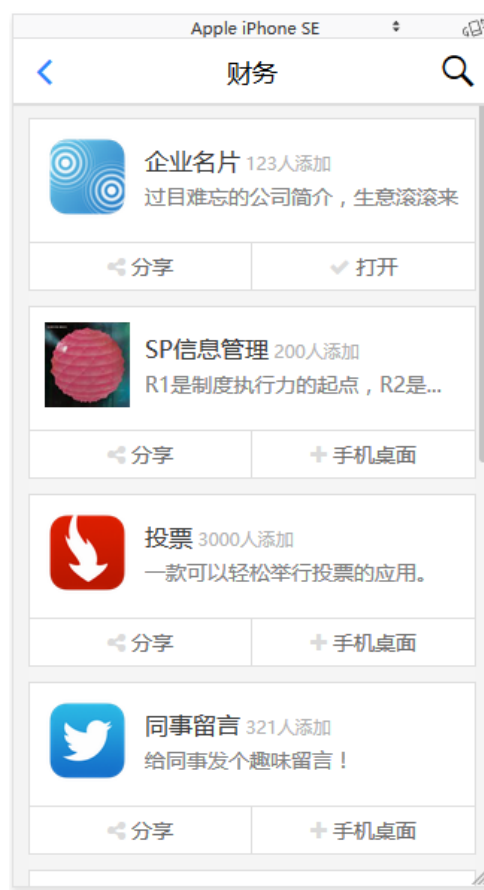 Apple iPhone SE
财务
企业名片 123人添加
过目难忘的公司简介，生意滚滚来
分享 打开
SP信息管理 200人添加
R1是制度执行力的起点，R2是...
分享 手机桌面
投票 3000人添加
一款可以轻松举行投票的应用。
分享 手机桌面
同事留言 321人添加
给同事发个趣味留言！
分享 手机桌面